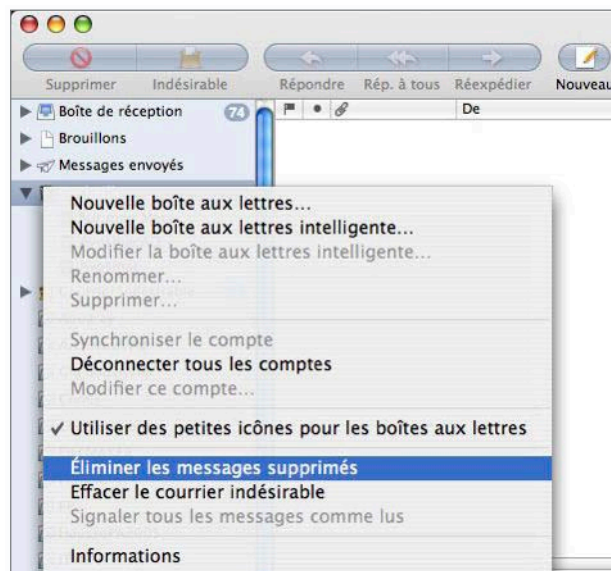 Supprimer Indésirable Répondre Rép. à tous Réexpédier Nouveau
Boîte de réception 74 De
Brouillons
Messages envoyés
Nouvelle boîte aux lettres...
Nouvelle boîte aux lettres intelligente...
Modifier la boîte aux lettres intelligente...
Renommer...
Supprimer...
Synchroniser le compte
Déconnecter tous les comptes
Modifier ce compte...
✓ Utiliser des petites icônes pour les boîtes aux lettres
Éliminer les messages supprimés
Effacer le courrier indésirable
Signaler tous les messages comme lus
Informations